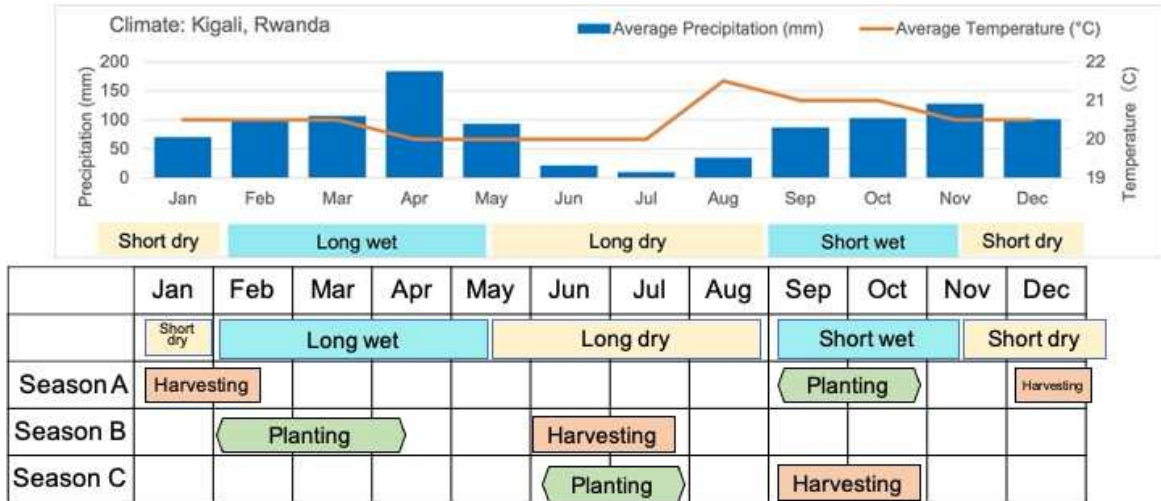 Climate: Kigali, Rwanda
Average Precipitation (mm) Average Temperature (°C)
Precipitation (mm)
200
150
100
50
0
22
21
20
19
Temperature (C)
Jan Feb Mar Apr May Jun Jul Aug Sep Oct Nov Dec
Short dry Long wet Long dry Short wet Short dry
Jan Feb Mar Apr May Jun Jul Aug Sep Oct Nov Dec
Short
dry
Long wet Long dry Short wet Short dry
Season A Harvesting Planting Harvesting
Season B Planting Harvesting
Season C Planting Harvesting